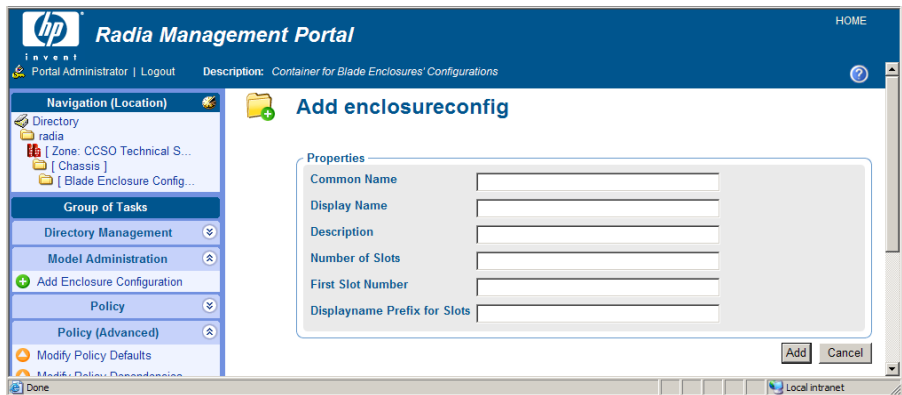 HOME
hp
Radia Management Portal
invent
Portal Administrator | Logout
Description: Container for Blade Enclosures' Configurations
?
Navigation (Location)
Directory
radia
[ Zone: CCSO Technical S...
[ Chassis ]
[ Blade Enclosure Config...
Group of Tasks
Directory Management
Model Administration
Add Enclosure Configuration
Policy
Policy (Advanced)
Modify Policy Defaults
Modify Policy Dependencies
Add enclosureconfig
Properties
Common Name
Display Name
Description
Number of Slots
First Slot Number
Displayname Prefix for Slots
Add
Cancel
Done
Local intranet